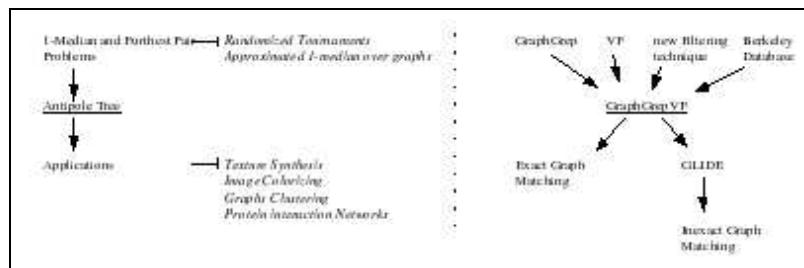 1-Median and Furthest Pair
Problems
Randomized Tournaments
Approximated 1-median over graphs
Antipole Tree
Applications
Texture Synthesis
Image Colorizing
Graphs Clustering
Protein interaction Networks
GraphGrep
VF
new filtering
technique
Berkeley
Database
GraphGrepVF
Exact Graph
Matching
GLIDE
Inexact Graph
Matching